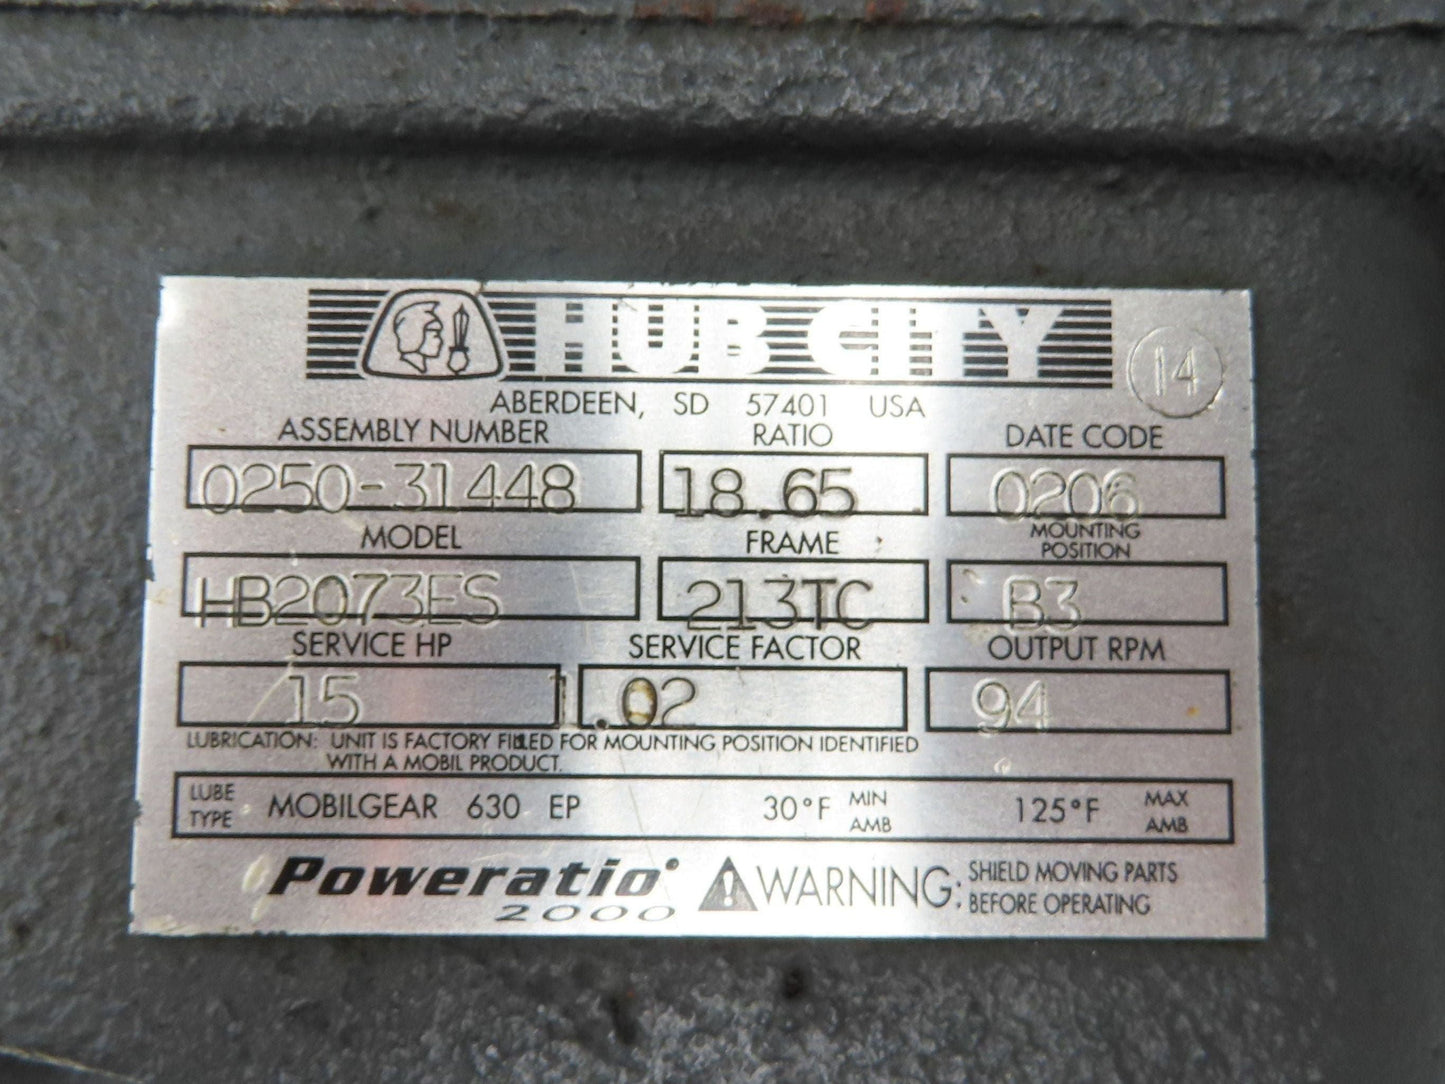 HUB CITY
14
ABERDEEN, SD 57401 USA
ASSEMBLY NUMBER RATIO DATE CODE
0250-31448 18.65 0206
MODEL FRAME MOUNTING POSITION
HB2073ES 213TC B3
SERVICE HP SERVICE FACTOR OUTPUT RPM
15 1.02 94
LUBRICATION: UNIT IS FACTORY FILLED FOR MOUNTING POSITION IDENTIFIED
WITH A MOBIL PRODUCT.
LUBE TYPE MOBILGEAR 630 EP 30°F MIN AMB 125°F MAX AMB
Poweratio 2000
WARNING: SHIELD MOVING PARTS
BEFORE OPERATING